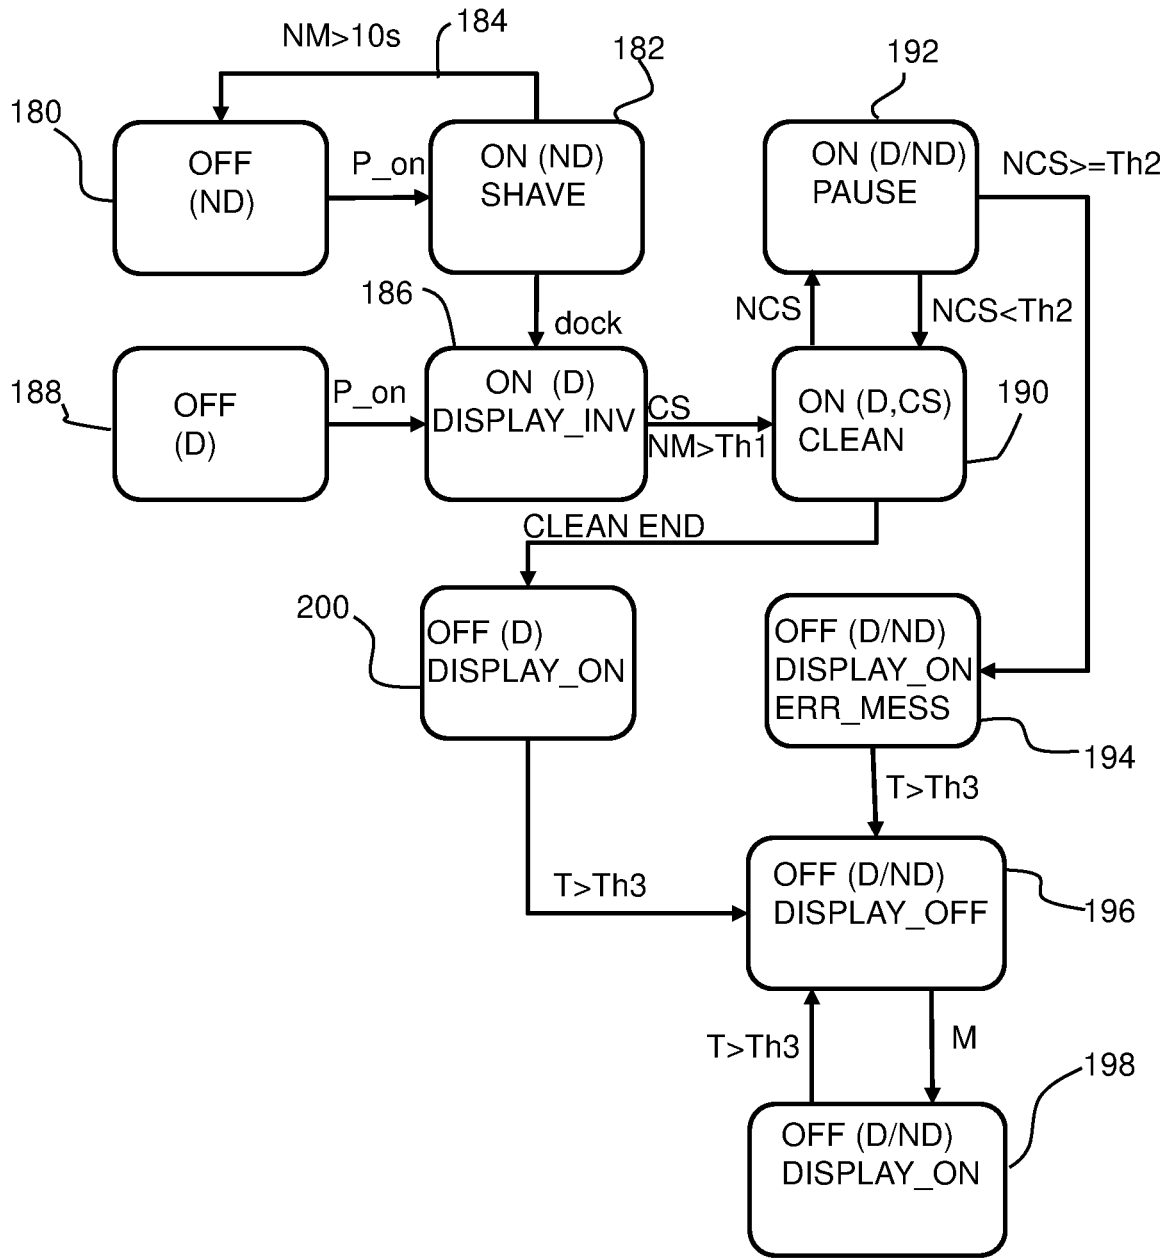 184
NM>10s
182
192
180
OFF
(ND)
P_on
ON (ND)
SHAVE
ON (D/ND)
PAUSE
NCS>=Th2
186
dock
NCS
NCS<Th2
188
OFF
(D)
P_on
ON (D)
DISPLAY_INV
CS
NM>Th1
ON (D,CS)
CLEAN
190
CLEAN END
200
OFF (D)
DISPLAY_ON
OFF (D/ND)
DISPLAY_ON
ERR_MESS
194
T>Th3
T>Th3
OFF (D/ND)
DISPLAY_OFF
196
T>Th3
M
198
OFF (D/ND)
DISPLAY_ON